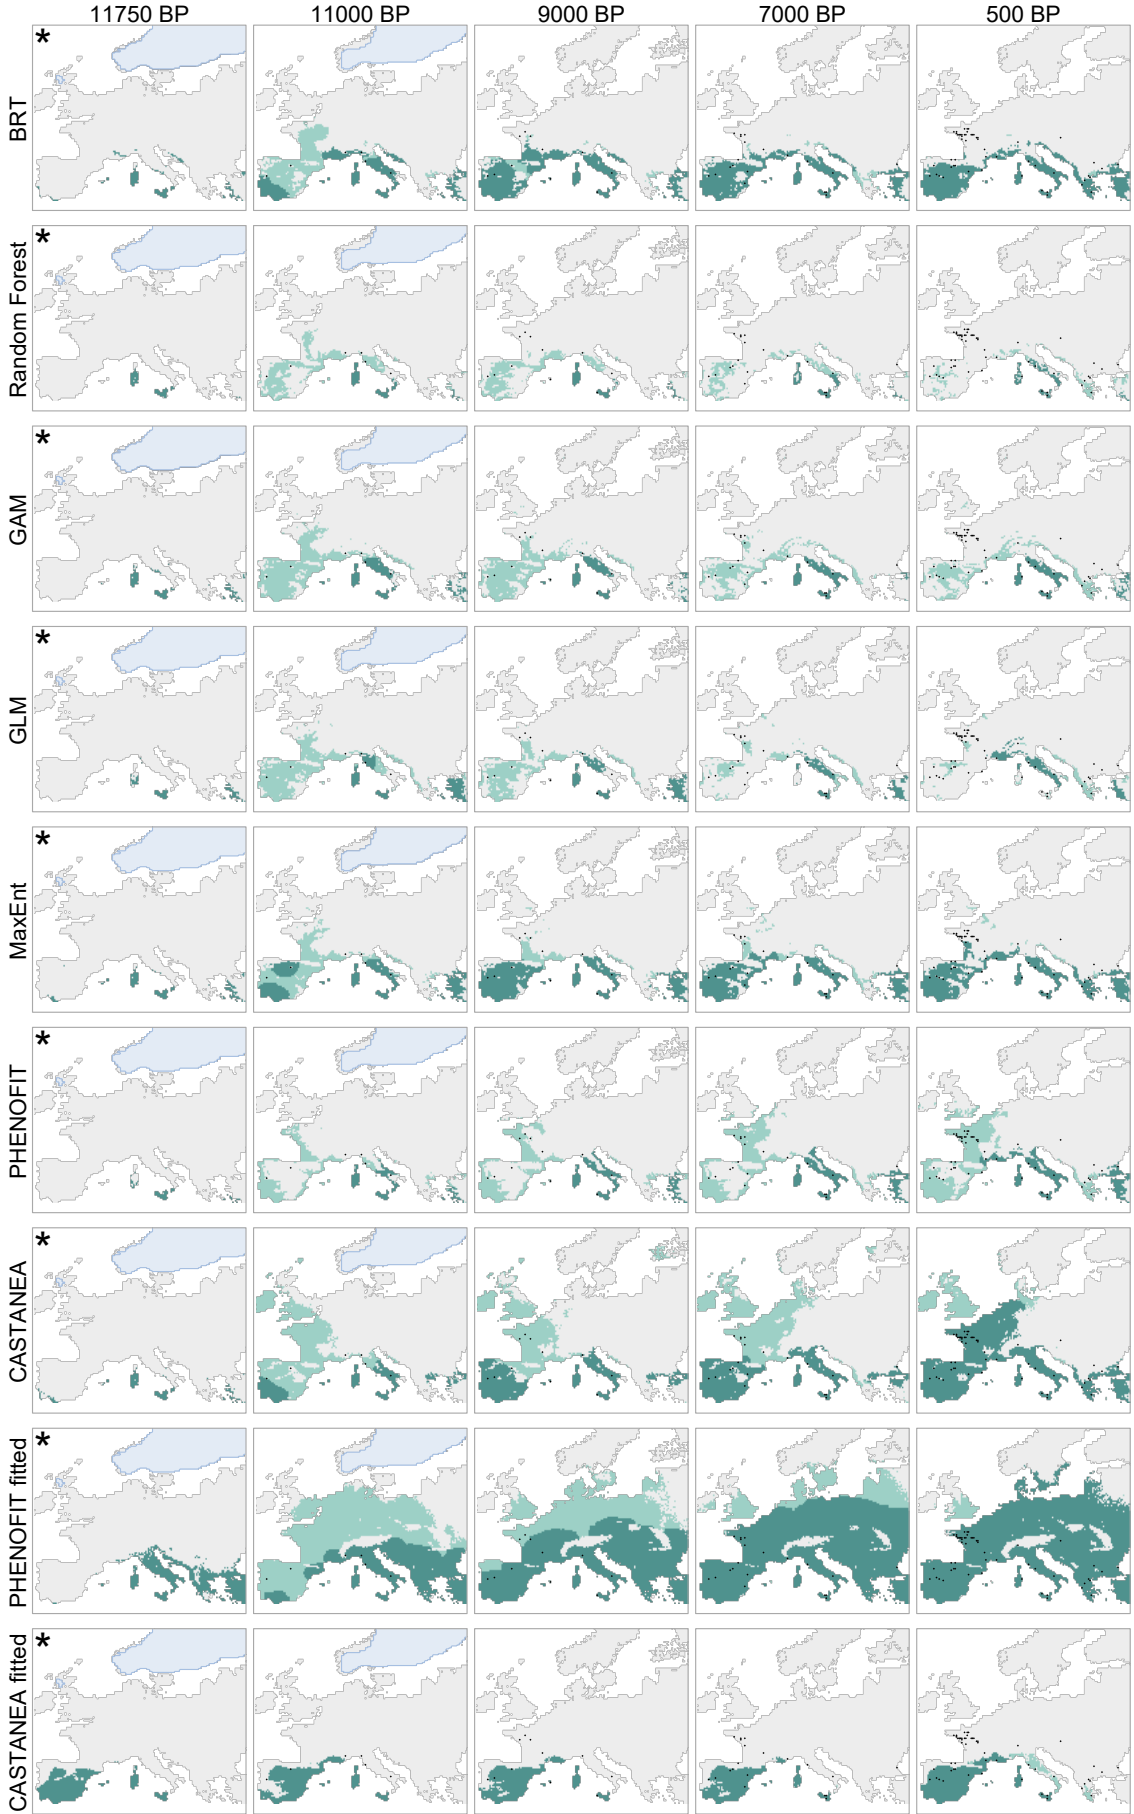 11750 BP 11000 BP 9000 BP 7000 BP 500 BP
BRT
*
Random Forest
*
GAM
*
GLM
*
MaxEnt
*
PHENOFIT
*
CASTANEA
*
PHENOFIT fitted
*
CASTANEA fitted
*